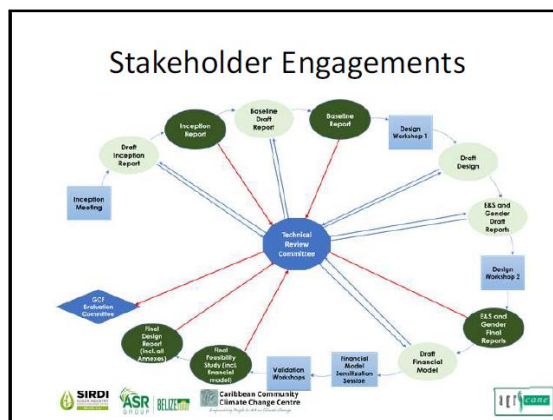 Stakeholder Engagements
Inception
Meeting
Draft
Inception
Report
Inception
Report
Baseline
Draft
Report
Baseline
Report
Design
Workshop 1
Draft
Design
E&S and
Gender
Draft
Reports
Design
Workshop 2
E&S and
Gender
Final
Reports
Draft
Financial
Model
Financial
Model
Sensitization
Session
Validation
Workshops
Final
Feasibility
Study (incl.
financial
model)
Final
Design
Report
(incl. all
Annexes)
GCF
Evaluation
Committee
Technical
Review
Committee
SIRDI
ASR
GROUP
BELIZE
Caribbean Community
Climate Change Centre
agricane